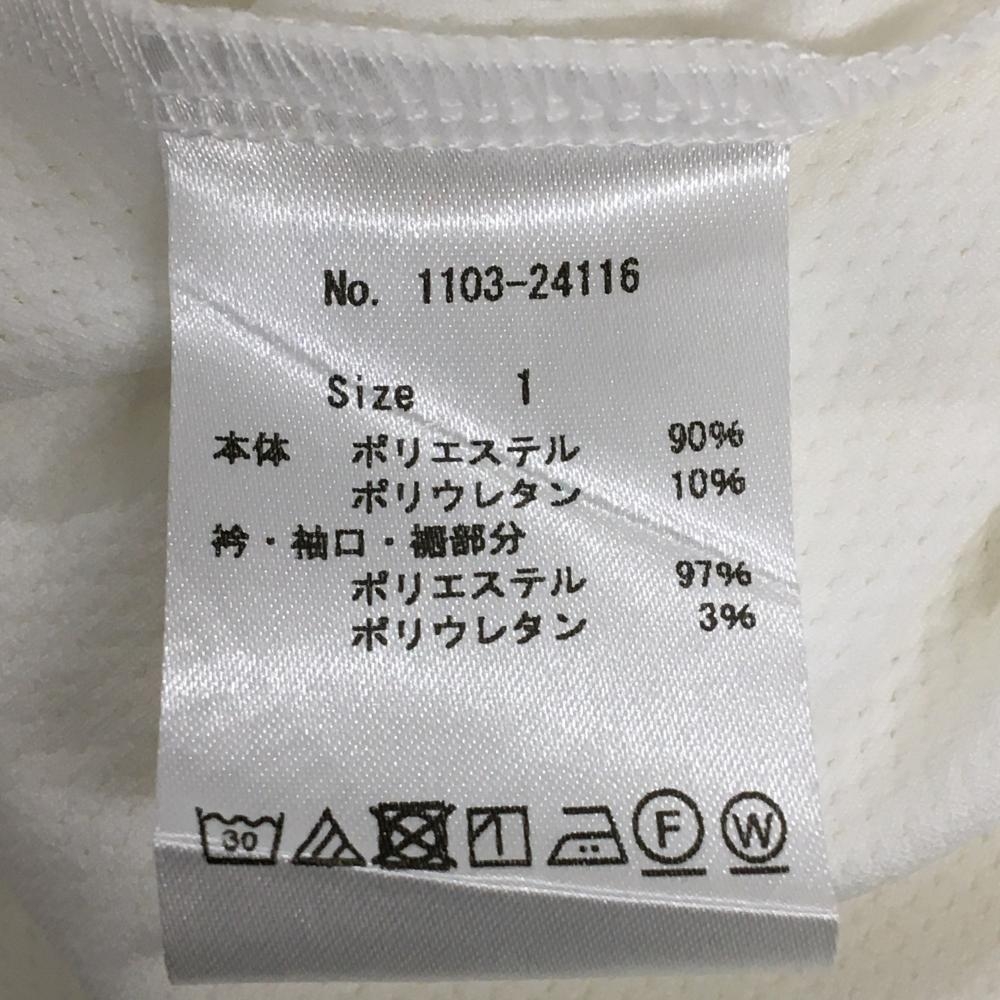 No. 1103-24116
Size 1
本体 ポリエステル 90%
ポリウレタン 10%
衿・袖口・裾部分
ポリエステル 97%
ポリウレタン 3%
30 F W